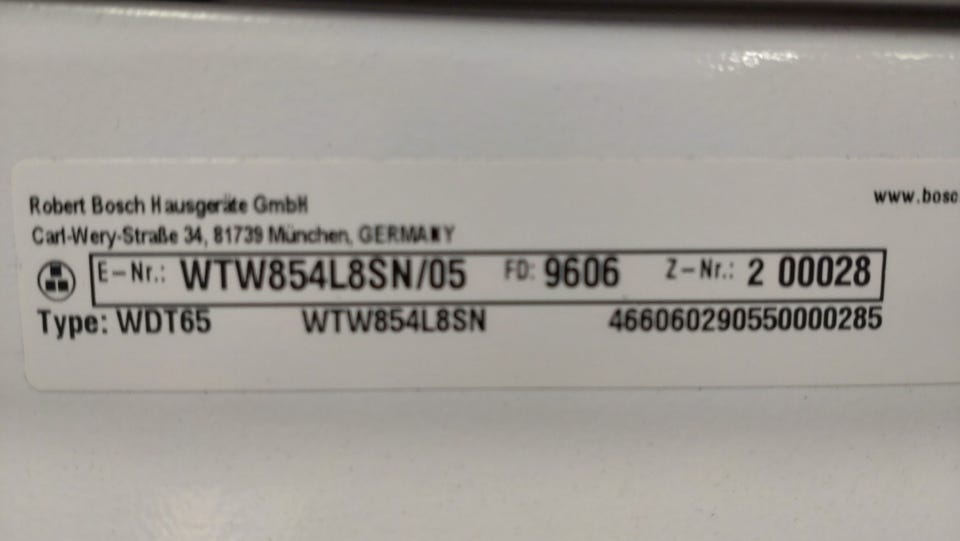 Robert Bosch Hausgeräte GmbH
www.bosc
Carl-Wery-Straße 34, 81739 München, GERMANY
E-Nr.: WTW854L8SN/05 FD: 9606 Z-Nr.: 2 00028
Type: WDT65 WTW854L8SN 466060290550000285